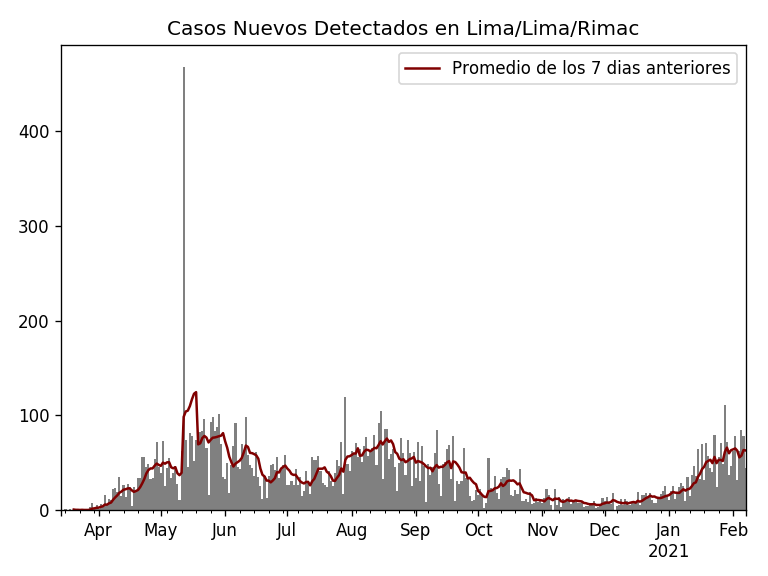 Casos Nuevos Detectados en Lima/Lima/Rimac
Promedio de los 7 dias anteriores
400
300
200
100
0
Apr May Jun Jul Aug Sep Oct Nov Dec Jan Feb
2021